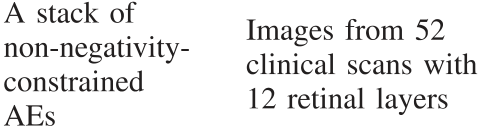 A stack of
non-negativity-
constrained
AEs
Images from 52
clinical scans with
12 retinal layers